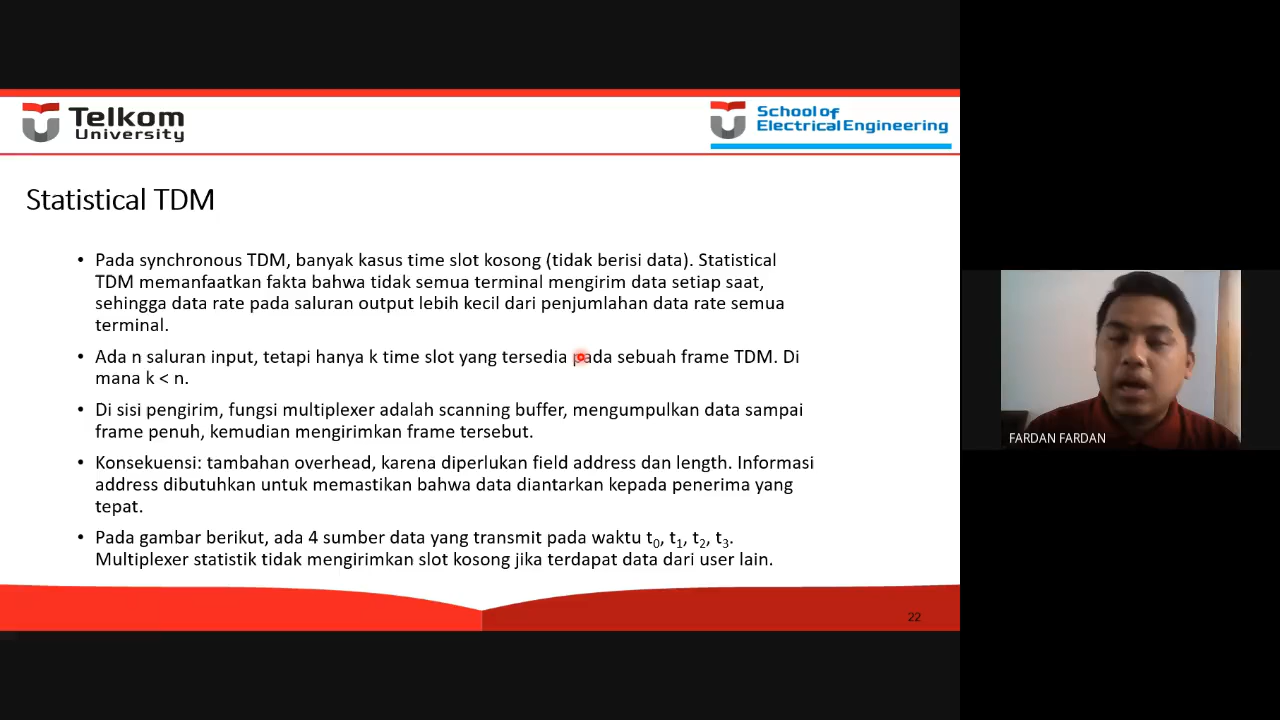 Telkom
University
School of
Electrical Engineering
Statistical TDM
• Pada synchronous TDM, banyak kasus time slot kosong (tidak berisi data). Statistical
TDM memanfaatkan fakta bahwa tidak semua terminal mengirim data setiap saat,
sehingga data rate pada saluran output lebih kecil dari penjumlahan data rate semua
terminal.
• Ada n saluran input, tetapi hanya k time slot yang tersedia pada sebuah frame TDM. Di
mana k < n.
• Di sisi pengirim, fungsi multiplexer adalah scanning buffer, mengumpulkan data sampai
frame penuh, kemudian mengirimkan frame tersebut.
• Konsekuensi: tambahan overhead, karena diperlukan field address dan length. Informasi
address dibutuhkan untuk memastikan bahwa data diantarkan kepada penerima yang
tepat.
• Pada gambar berikut, ada 4 sumber data yang transmit pada waktu t₀, t₁, t₂, t₃.
Multiplexer statistik tidak mengirimkan slot kosong jika terdapat data dari user lain.
22
FARDAN FARDAN